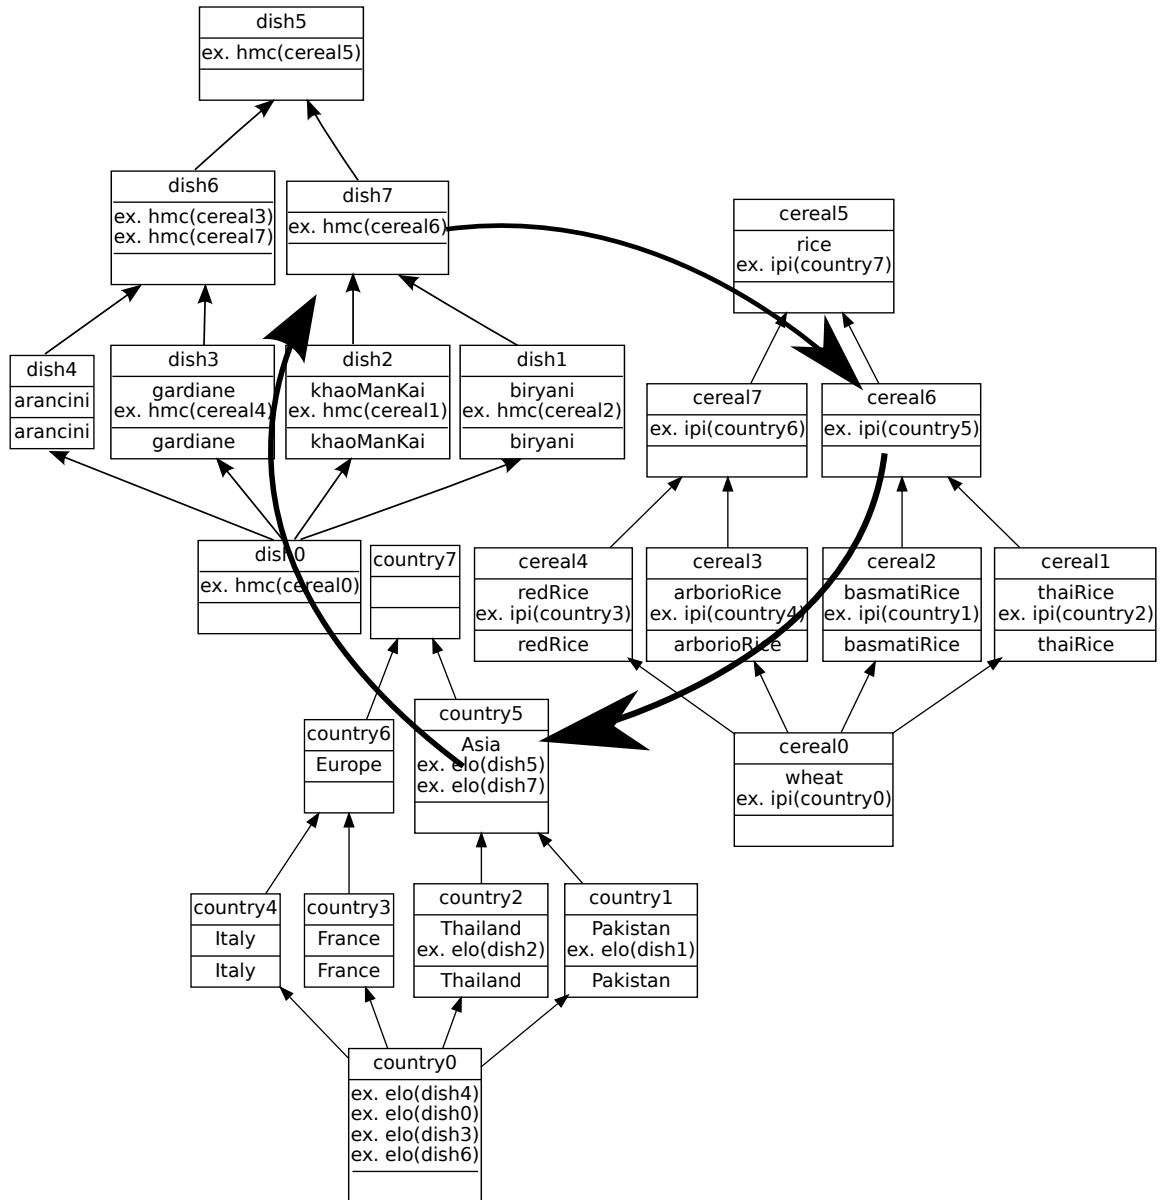 dish5
ex. hmc(cereal5)
dish6
ex. hmc(cereal3)
ex. hmc(cereal7)
dish7
ex. hmc(cereal6)
cereal5
rice
ex. ipi(country7)
dish4
arancini
arancini
dish3
gardiane
ex. hmc(cereal4)
gardiane
dish2
khaoManKai
ex. hmc(cereal1)
khaoManKai
dish1
biryani
ex. hmc(cereal2)
biryani
cereal7
ex. ipi(country6)
cereal6
ex. ipi(country5)
dish0
ex. hmc(cereal0)
country7
cereal4
redRice
ex. ipi(country3)
redRice
cereal3
arborioRice
ex. ipi(country4)
arborioRice
cereal2
basmatiRice
ex. ipi(country1)
basmatiRice
cereal1
thaiRice
ex. ipi(country2)
thaiRice
country6
Europe
country5
Asia
ex. elo(dish5)
ex. elo(dish7)
cereal0
wheat
ex. ipi(country0)
country4
Italy
Italy
country3
France
France
country2
Thailand
ex. elo(dish2)
Thailand
country1
Pakistan
ex. elo(dish1)
Pakistan
country0
ex. elo(dish4)
ex. elo(dish0)
ex. elo(dish3)
ex. elo(dish6)